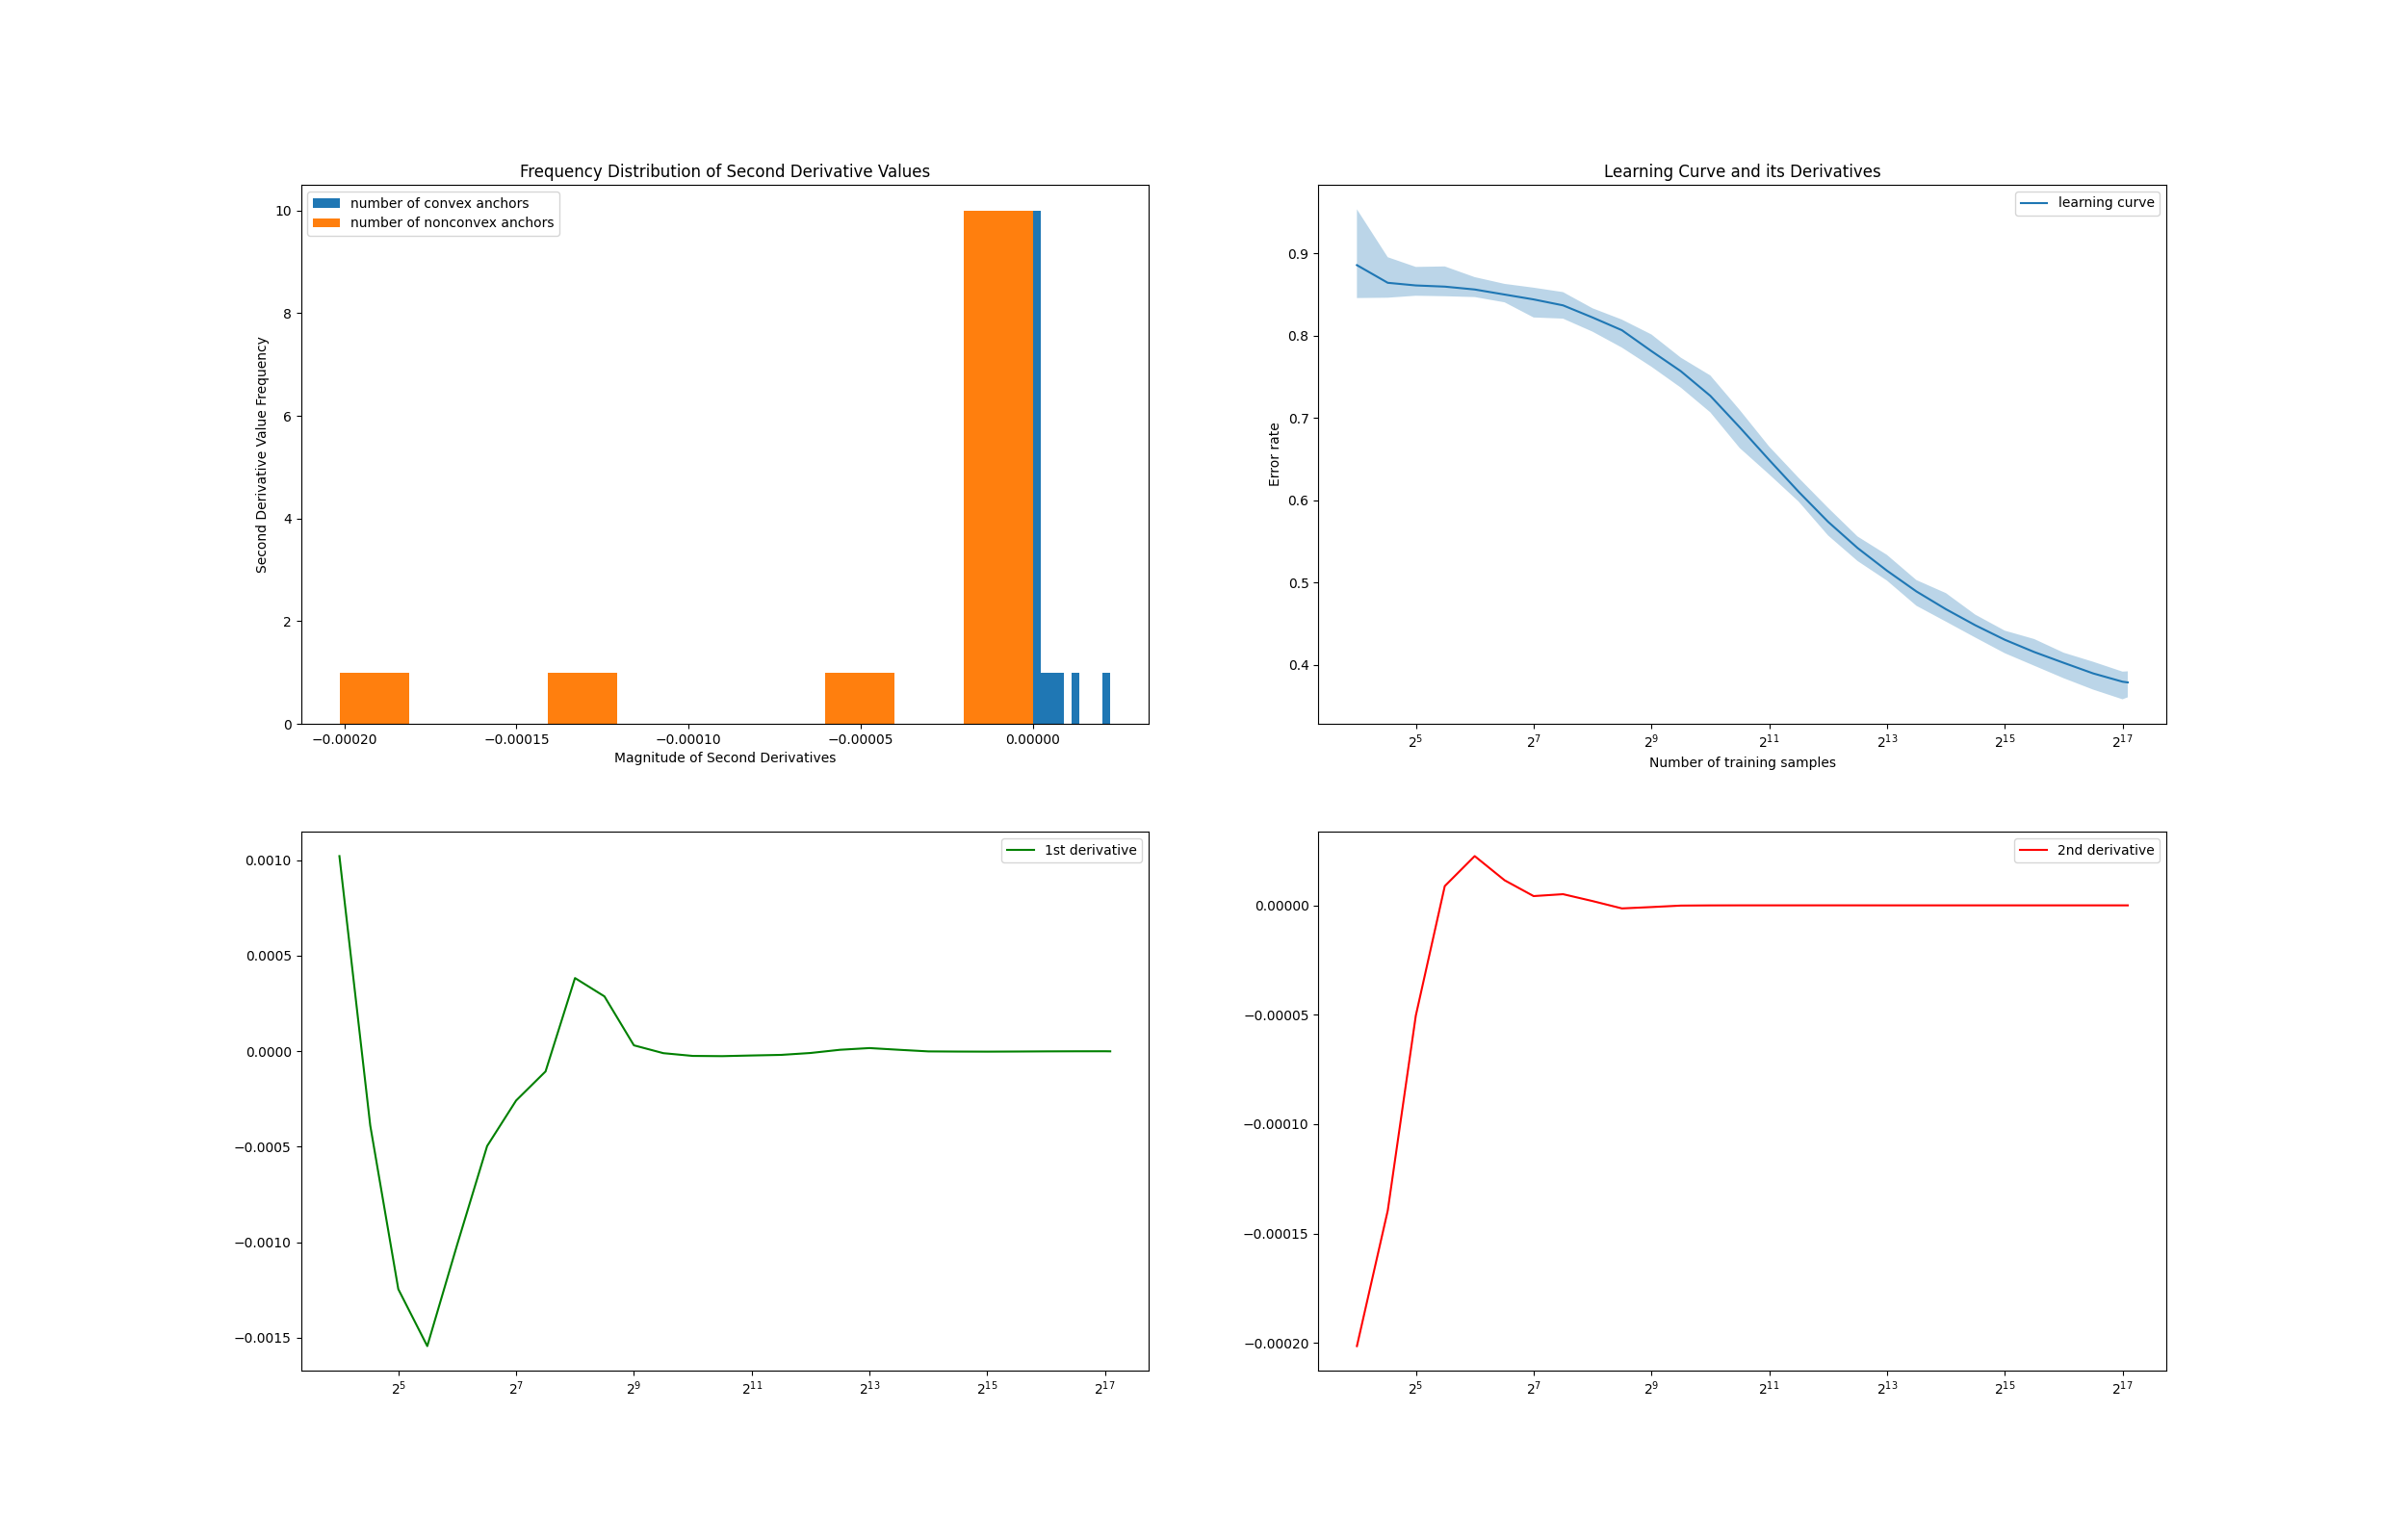 Frequency Distribution of Second Derivative Values
number of convex anchors
number of nonconvex anchors
10
8
6
4
2
0
Second Derivative Value Frequency
−0.00020 −0.00015 −0.00010 −0.00005 0.00000
Magnitude of Second Derivatives
Learning Curve and its Derivatives
learning curve
0.9
0.8
0.7
0.6
0.5
0.4
Error rate
2^5 2^7 2^9 2^11 2^13 2^15 2^17
Number of training samples
1st derivative
0.0010
0.0005
0.0000
−0.0005
−0.0010
−0.0015
2^5 2^7 2^9 2^11 2^13 2^15 2^17
2nd derivative
0.00000
−0.00005
−0.00010
−0.00015
−0.00020
2^5 2^7 2^9 2^11 2^13 2^15 2^17